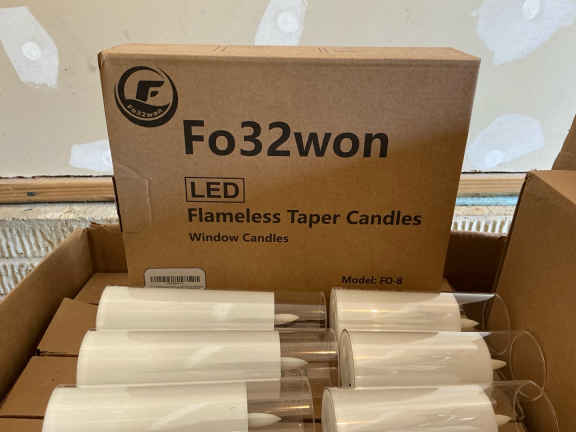 Fo32won
Fo32won
LED
Flameless Taper Candles
Window Candles
Model: FO-8